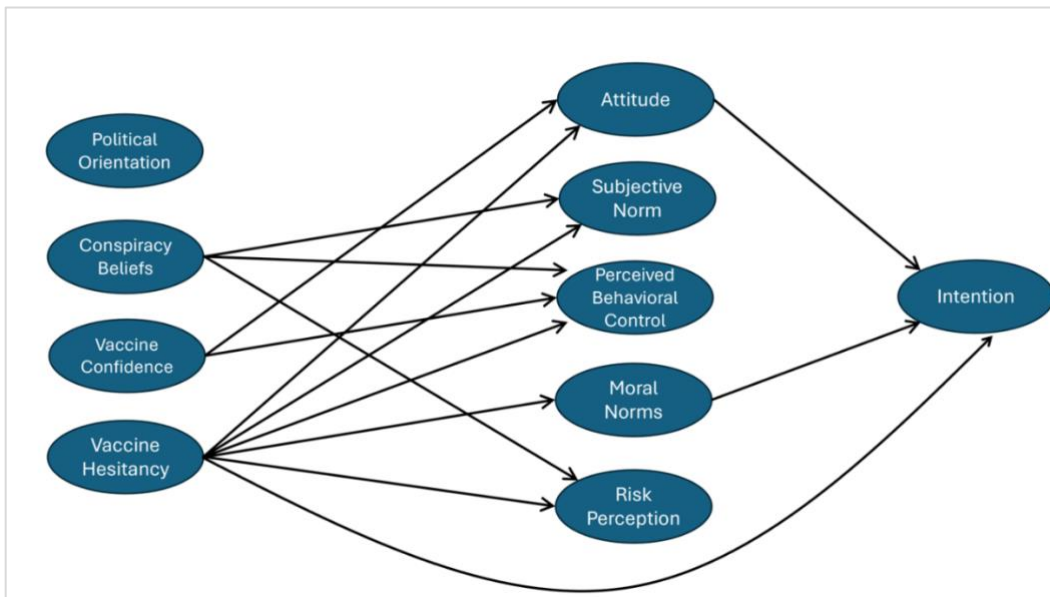 Political
Orientation
Conspiracy
Beliefs
Vaccine
Confidence
Vaccine
Hesitancy
Attitude
Subjective
Norm
Perceived
Behavioral
Control
Moral
Norms
Risk
Perception
Intention